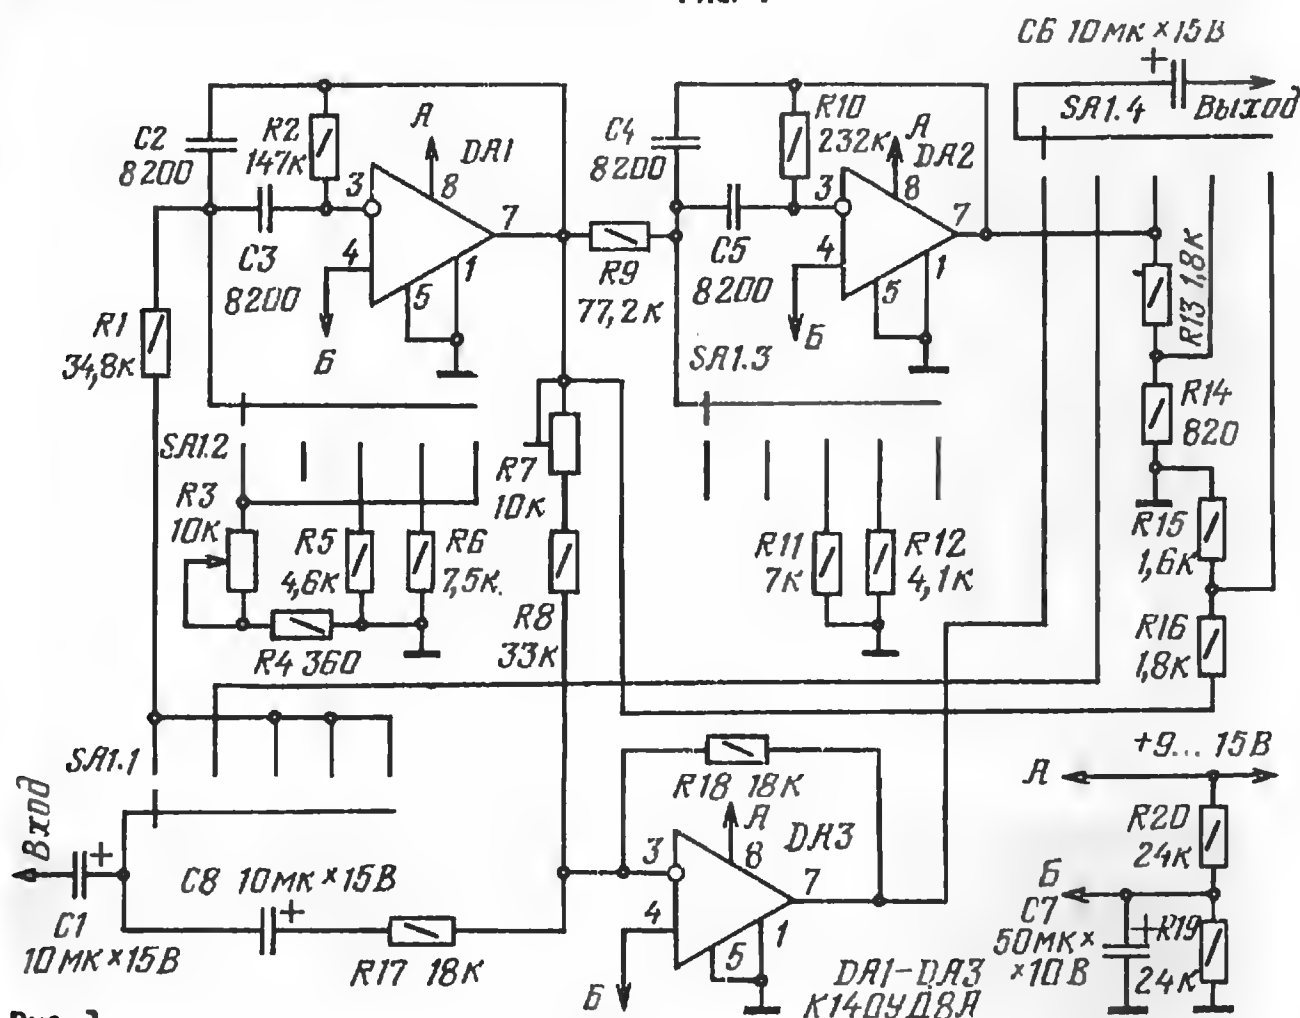 С6 10мк×15В
+
SA1.4
Выход
C2
8200
R2
147к
А
DA1
8
3
4
7
5
1
C3
8200
Б
R1
34,8к
C4
8200
R10
232к
А
DA2
8
3
4
7
5
1
C5
8200
Б
R9
77,2к
SA1.3
R13 1,8к
R14
820
SA1.2
R3
10к
R5
4,6к
R6
7,5к.
R4 360
R7
10к
R8
33к
R11
7к
R12
4,1к
R15
1,6к
R16
1,8к
SA1.1
Вход
+
C1
10мк×15В
C8 10мк×15В
+
R17 18к
R18 18к
А
DA3
8
3
4
7
5
1
Б
DA1-DA3
К140УД8А
+9... 15В
А
R20
24к
Б
C7
50мк×
×10В
+
R19
24к